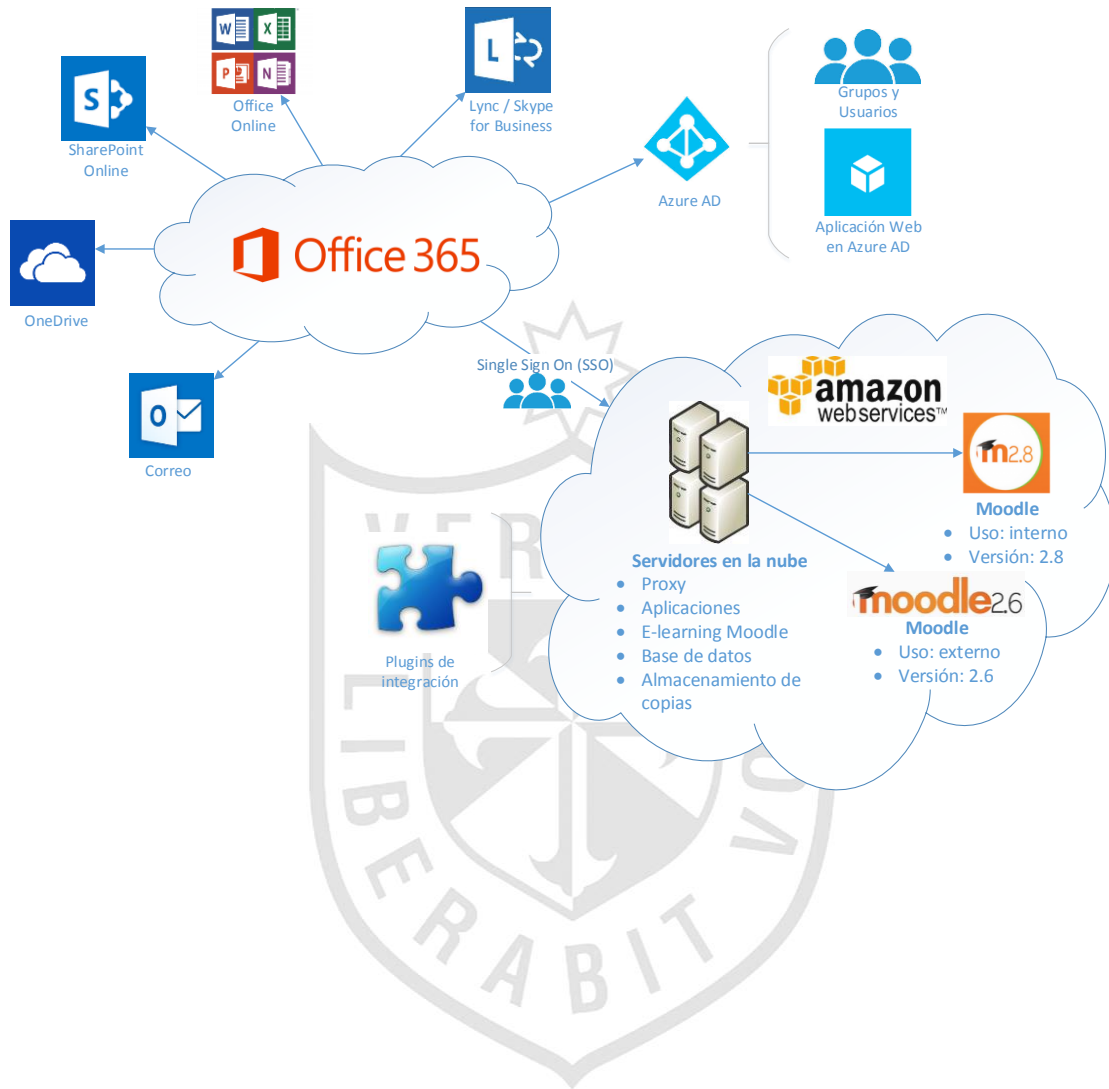 W X
P N
Office
Online
S
SharePoint
Online
L
Lync / Skype
for Business
Azure AD
Grupos y
Usuarios
Aplicación Web
en Azure AD
OneDrive
Office 365
O
Correo
Single Sign On (SSO)
amazon
webservices™
m2.8
Moodle
• Uso: interno
• Versión: 2.8
Servidores en la nube
• Proxy
• Aplicaciones
• E-learning Moodle
• Base de datos
• Almacenamiento de
copias
moodle2.6
Moodle
• Uso: externo
• Versión: 2.6
Plugins de
integración
VER
LIBERABIT VO